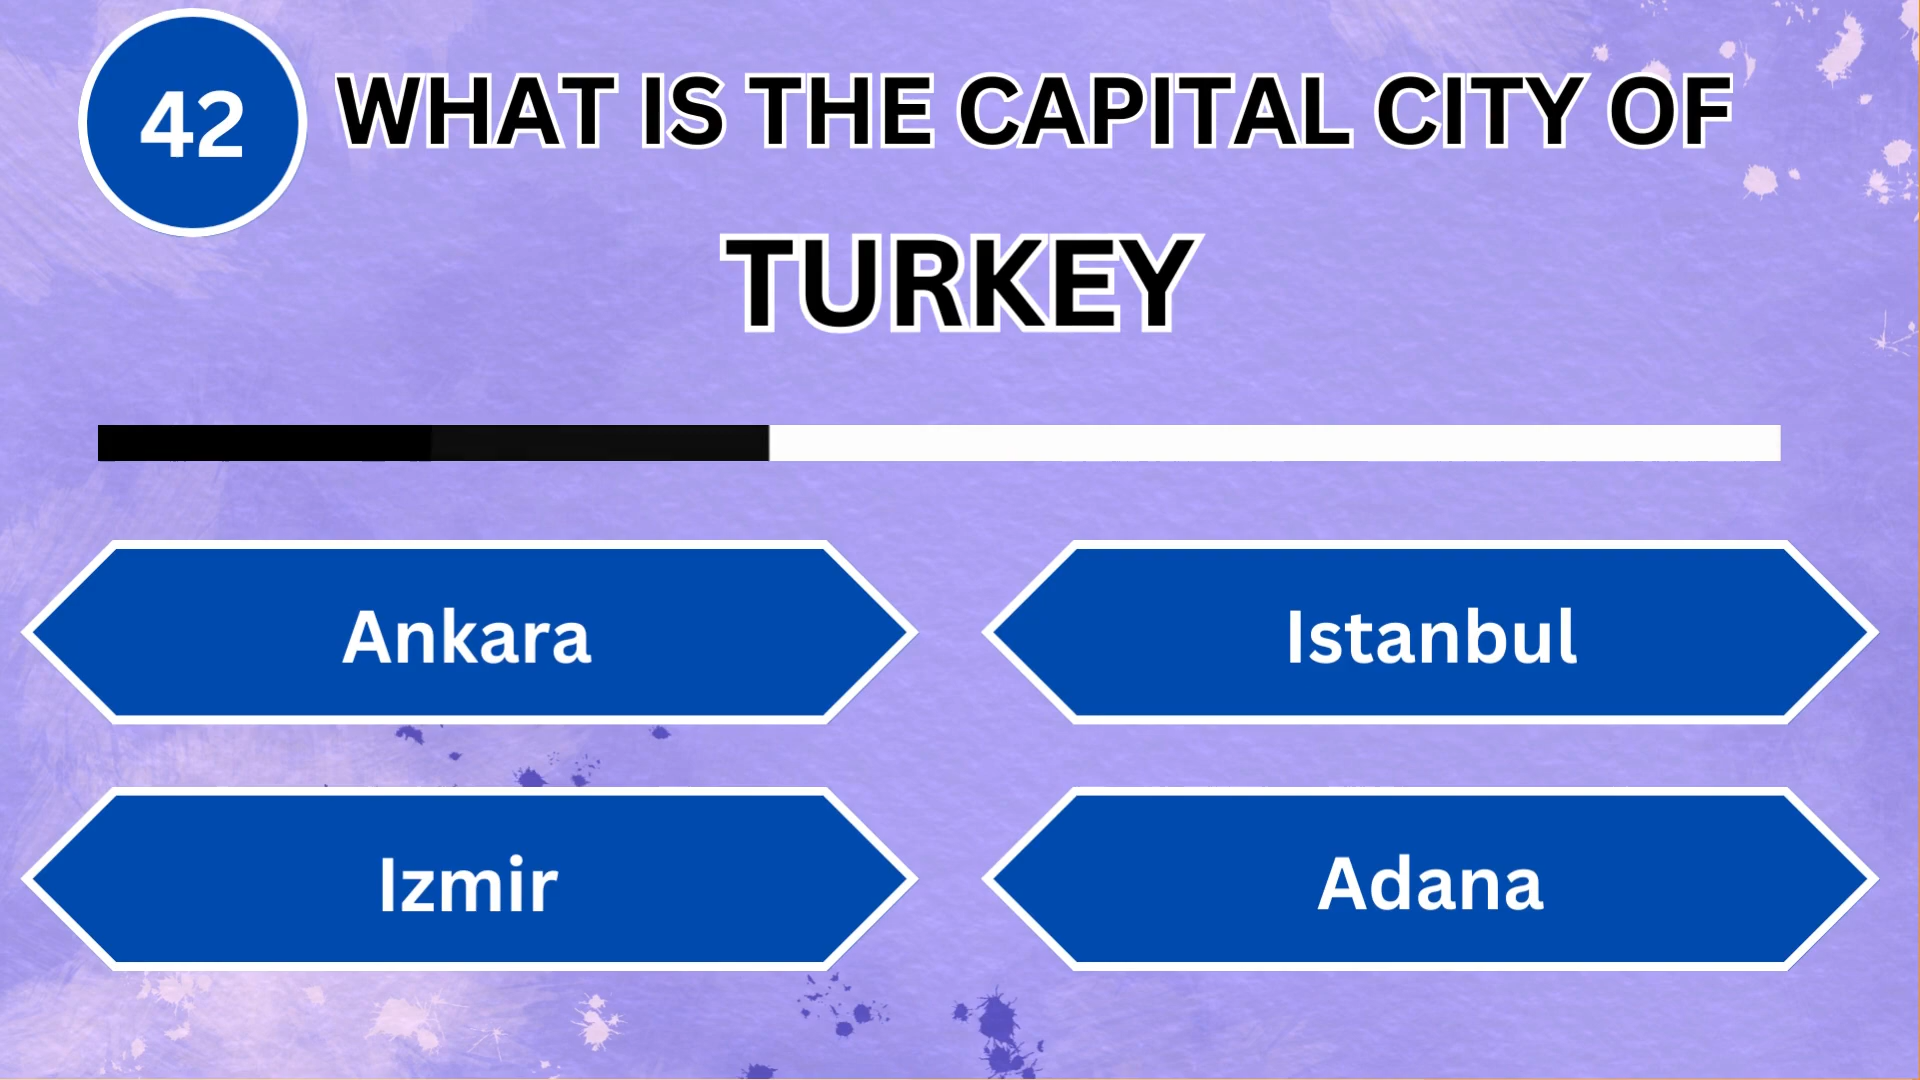 42
WHAT IS THE CAPITAL CITY OF
TURKEY
Ankara
Istanbul
Izmir
Adana